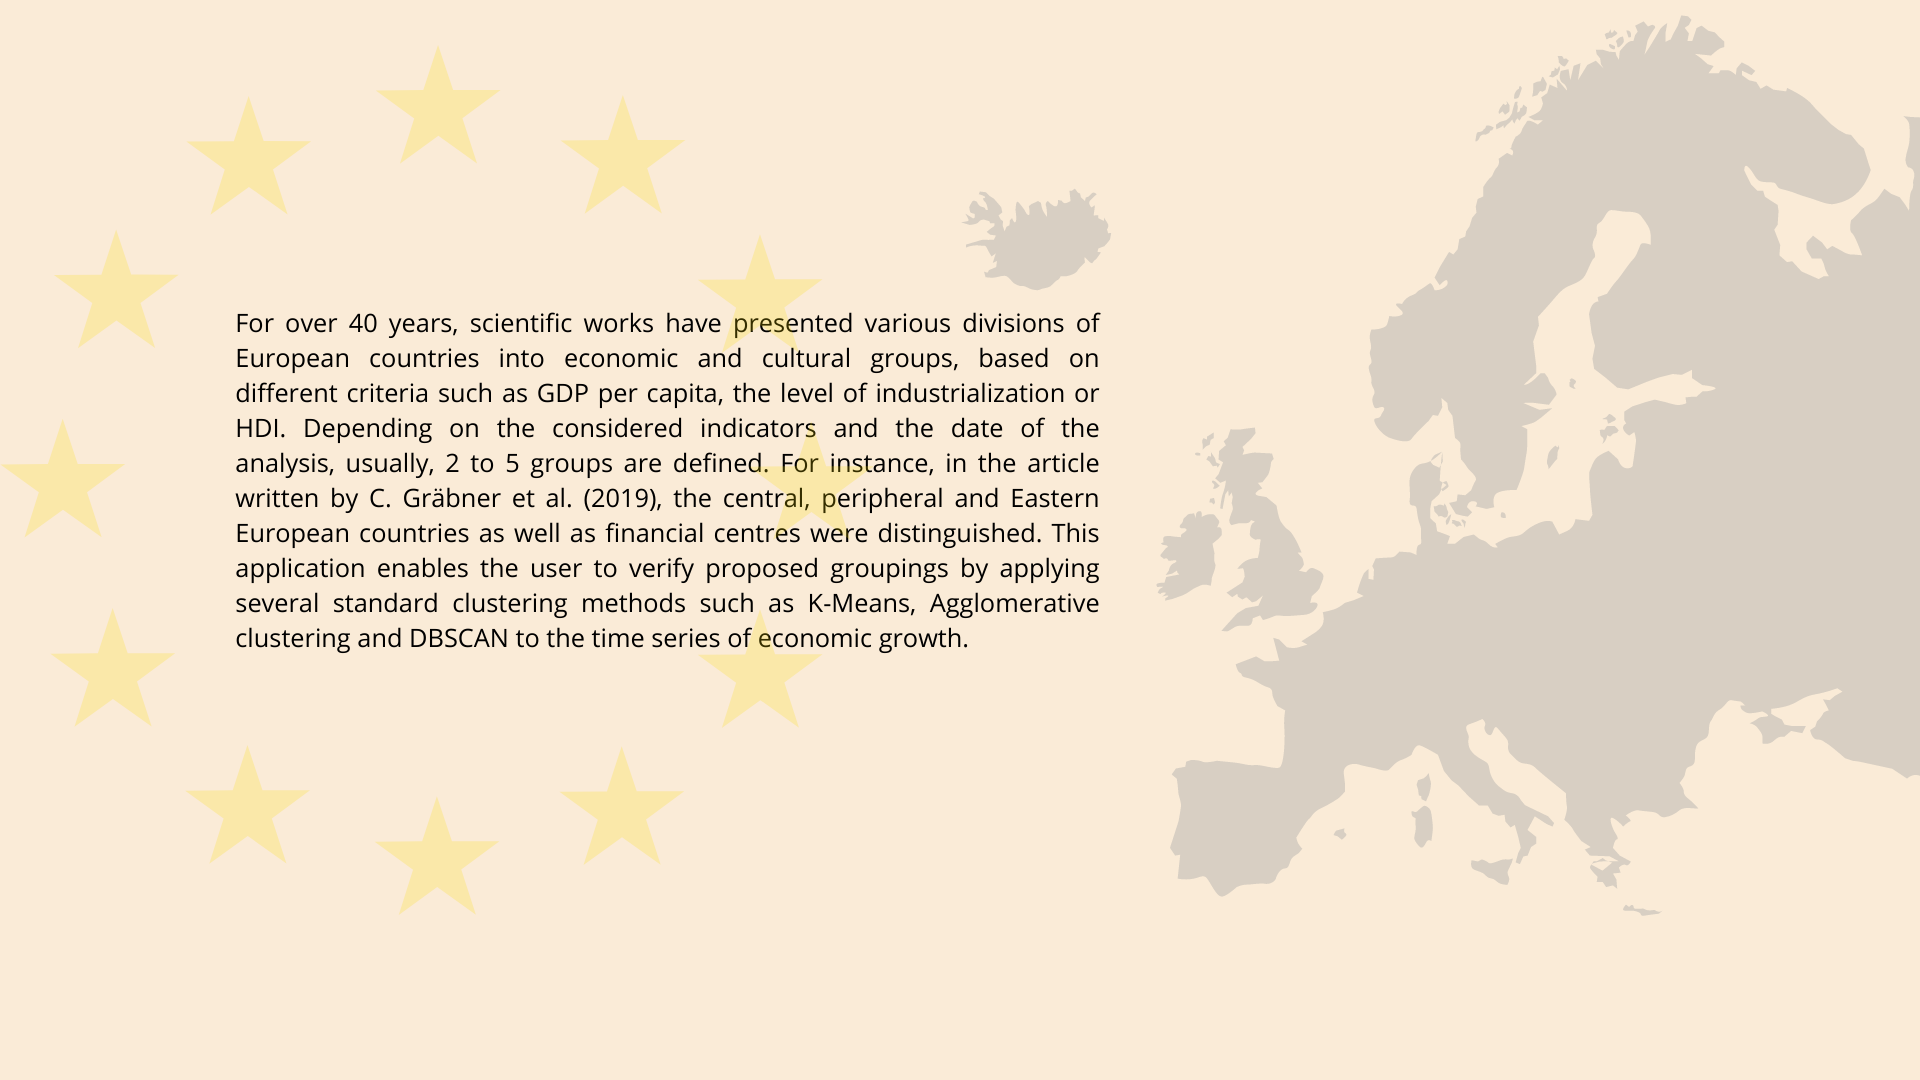 For over 40 years, scientific works have presented various divisions of
European countries into economic and cultural groups, based on
different criteria such as GDP per capita, the level of industrialization or
HDI. Depending on the considered indicators and the date of the
analysis, usually, 2 to 5 groups are defined. For instance, in the article
written by C. Gräbner et al. (2019), the central, peripheral and Eastern
European countries as well as financial centres were distinguished. This
application enables the user to verify proposed groupings by applying
several standard clustering methods such as K-Means, Agglomerative
clustering and DBSCAN to the time series of economic growth.